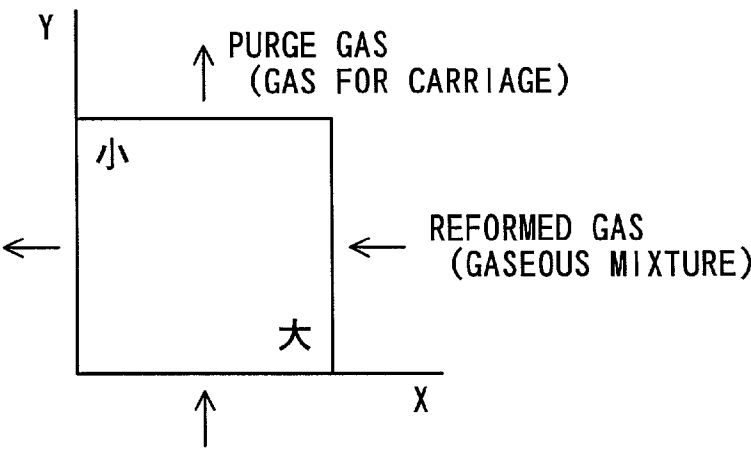 Y
PURGE GAS
(GAS FOR CARRIAGE)
小
REFORMED GAS
(GASEOUS MIXTURE)
大
X